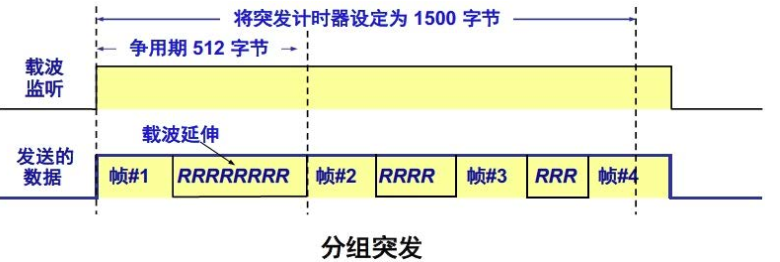 将突发计时器设定为 1500 字节
争用期 512 字节
载波
监听
载波延伸
发送的
数据
帧#1 RRRRRRRR 帧#2 RRRR 帧#3 RRR 帧#4
分组突发